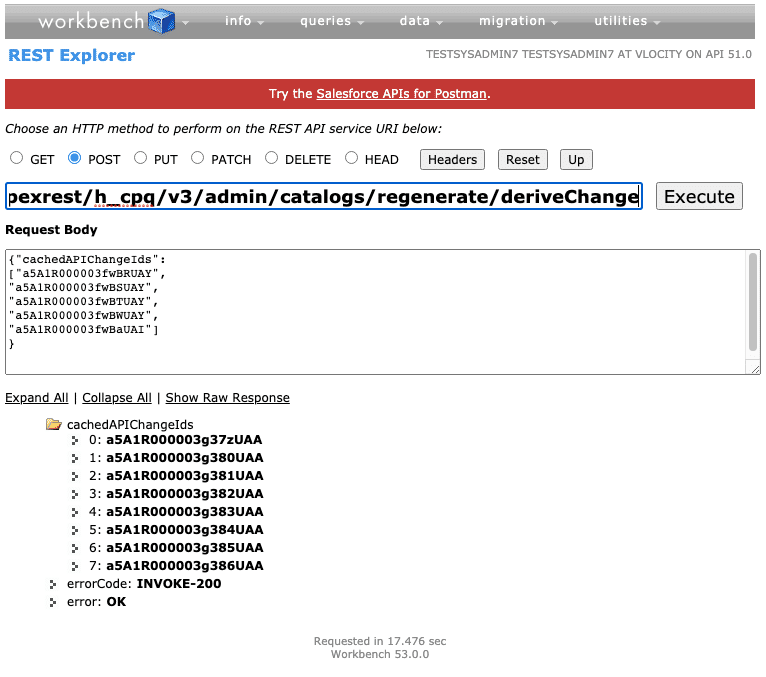 workbench info queries data migration utilities
REST Explorer TESTSYSADMIN7 TESTSYSADMIN7 AT VLOCITY ON API 51.0
Try the Salesforce APIs for Postman.
Choose an HTTP method to perform on the REST API service URI below:
GET POST PUT PATCH DELETE HEAD Headers Reset Up
pexrest/h_cpq/v3/admin/catalogs/regenerate/deriveChange Execute
Request Body
{"cachedAPIChangeIds":
["a5A1R000003fwBRUAY",
"a5A1R000003fwBSUAY",
"a5A1R000003fwBTUAY",
"a5A1R000003fwBWUAY",
"a5A1R000003fwBaUAI"]
}
Expand All | Collapse All | Show Raw Response
cachedAPIChangeIds
0: a5A1R000003g37zUAA
1: a5A1R000003g380UAA
2: a5A1R000003g381UAA
3: a5A1R000003g382UAA
4: a5A1R000003g383UAA
5: a5A1R000003g384UAA
6: a5A1R000003g385UAA
7: a5A1R000003g386UAA
errorCode: INVOKE-200
error: OK
Requested in 17.476 sec
Workbench 53.0.0